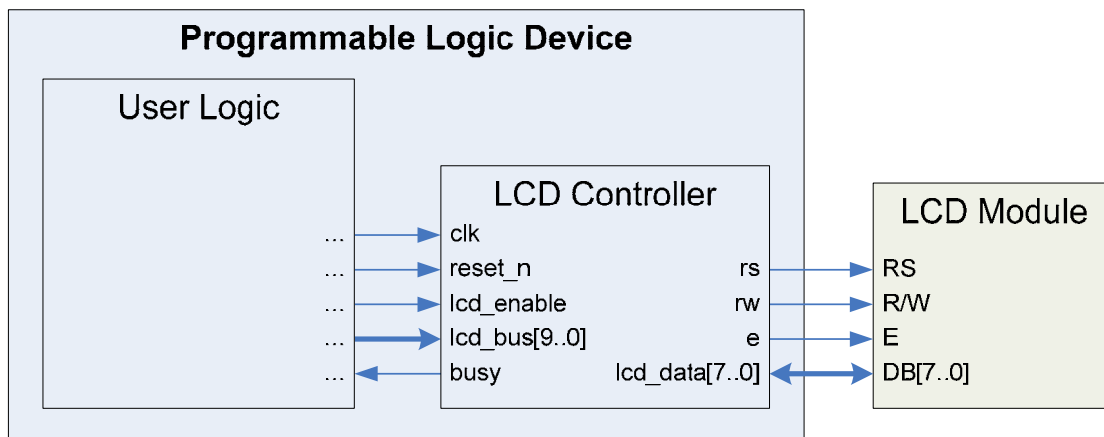 Programmable Logic Device
User Logic
LCD Controller
LCD Module
... clk
... reset_n rs RS
... lcd_enable rw R/W
... lcd_bus[9..0] e E
... busy lcd_data[7..0] DB[7..0]